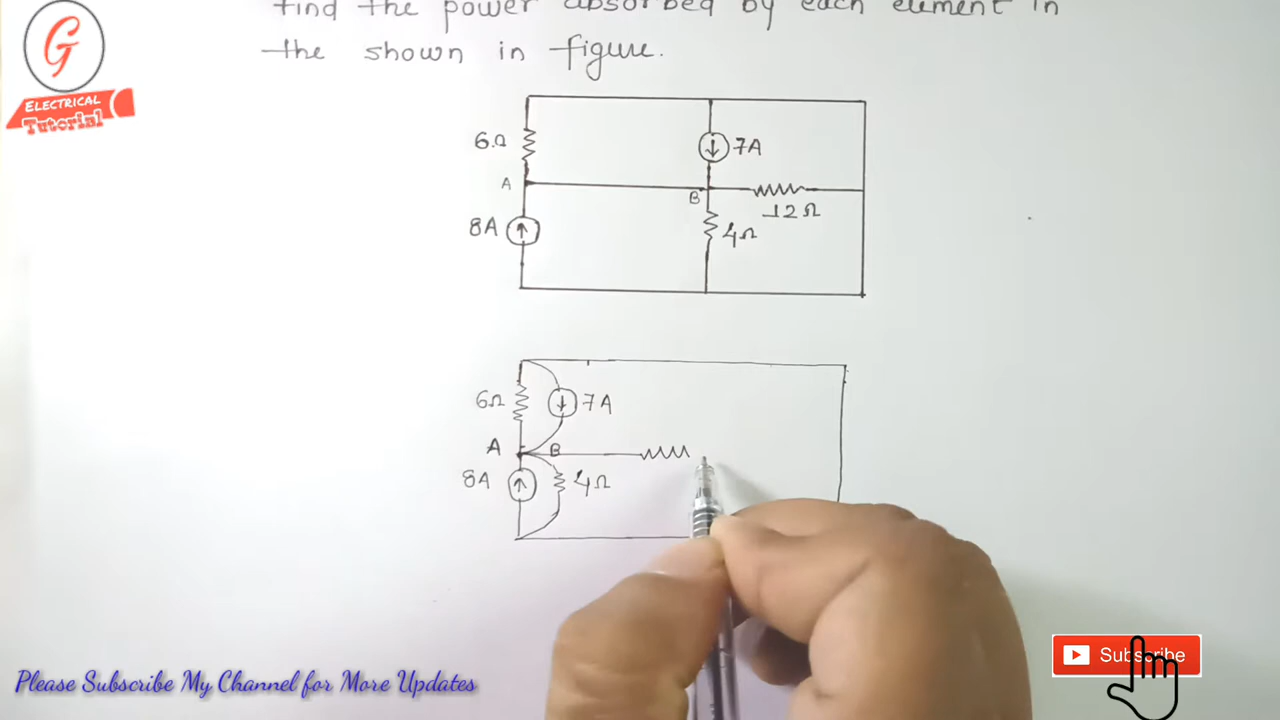 find the power absorbed by each element in
the shown in figure.
G
ELECTRICAL
Tutorial
6Ω
7A
A
B
12Ω
8A
4Ω
6Ω
7A
A
B
8A
4Ω
Subscribe
Please Subscribe My Channel for More Updates